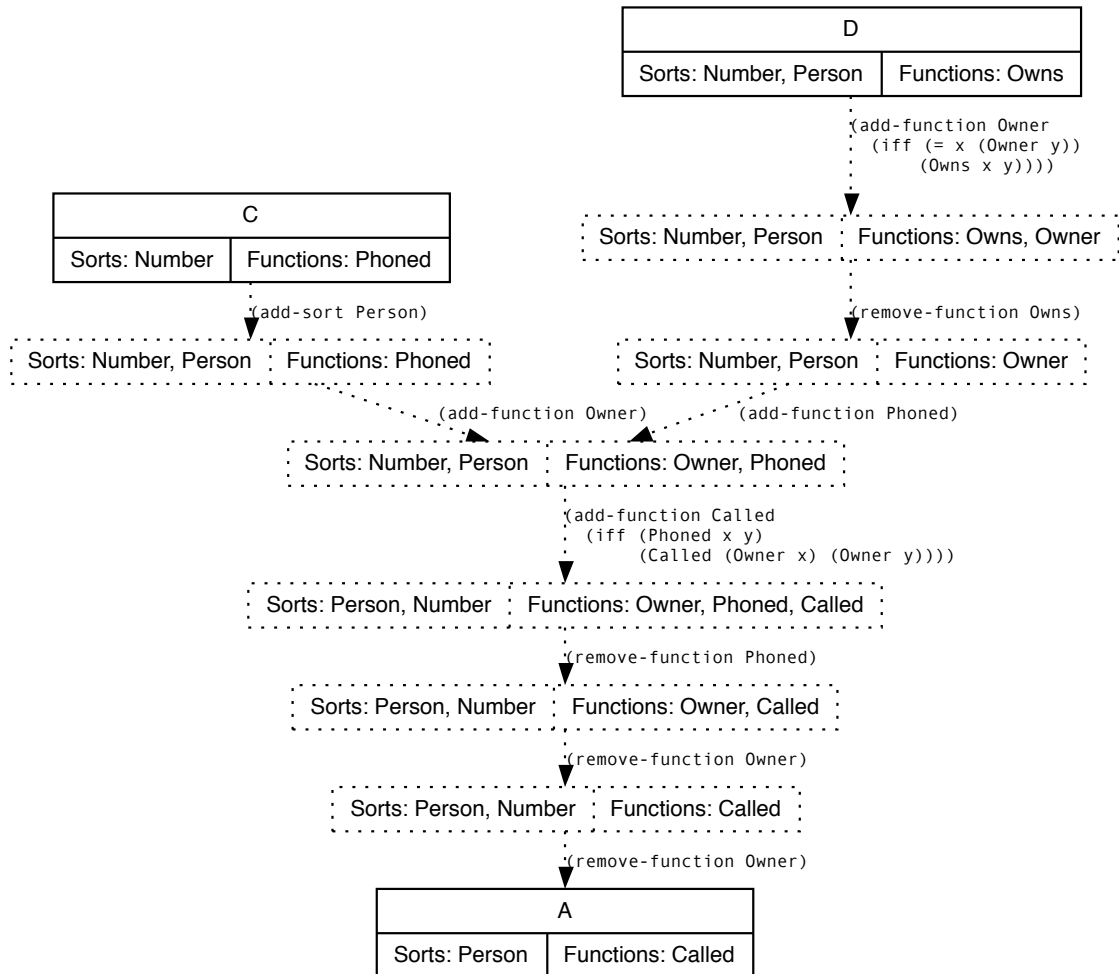 D
Sorts: Number, Person Functions: Owns
(add-function Owner
(iff (= x (Owner y))
(Owns x y))))
C
Sorts: Number Functions: Phoned
Sorts: Number, Person Functions: Owns, Owner
(add-sort Person)
(remove-function Owns)
Sorts: Number, Person Functions: Phoned
Sorts: Number, Person Functions: Owner
(add-function Owner)
(add-function Phoned)
Sorts: Number, Person Functions: Owner, Phoned
(add-function Called
(iff (Phoned x y)
(Called (Owner x) (Owner y))))
Sorts: Person, Number Functions: Owner, Phoned, Called
(remove-function Phoned)
Sorts: Person, Number Functions: Owner, Called
(remove-function Owner)
Sorts: Person, Number Functions: Called
(remove-function Owner)
A
Sorts: Person Functions: Called